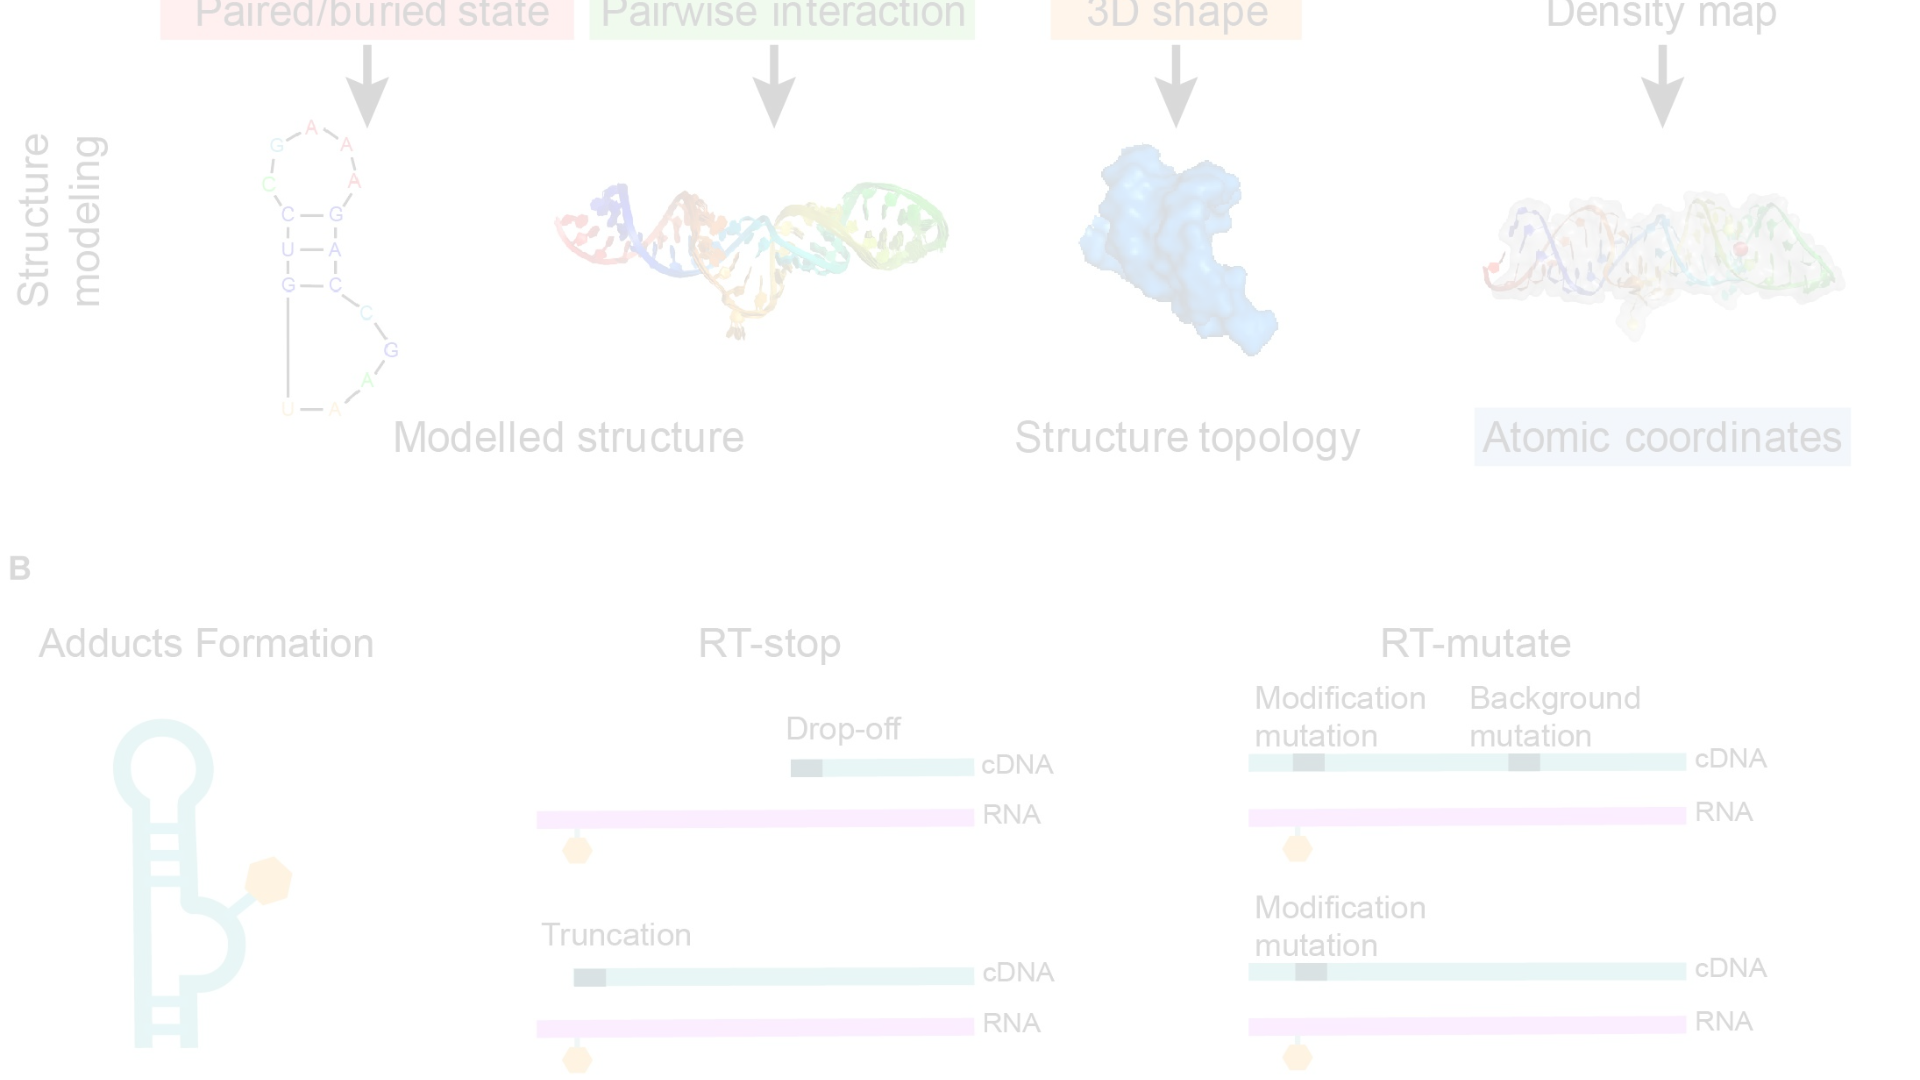 Paired/buried state
Pairwise interaction
3D shape
Density map
Structure
modeling
G A A
C A
C G
U A
G C
C
G
A
U A
Modelled structure
Structure topology
Atomic coordinates
B
Adducts Formation
RT-stop
RT-mutate
Drop-off
cDNA
RNA
Truncation
cDNA
RNA
Modification
mutation
Background
mutation
cDNA
RNA
Modification
mutation
cDNA
RNA